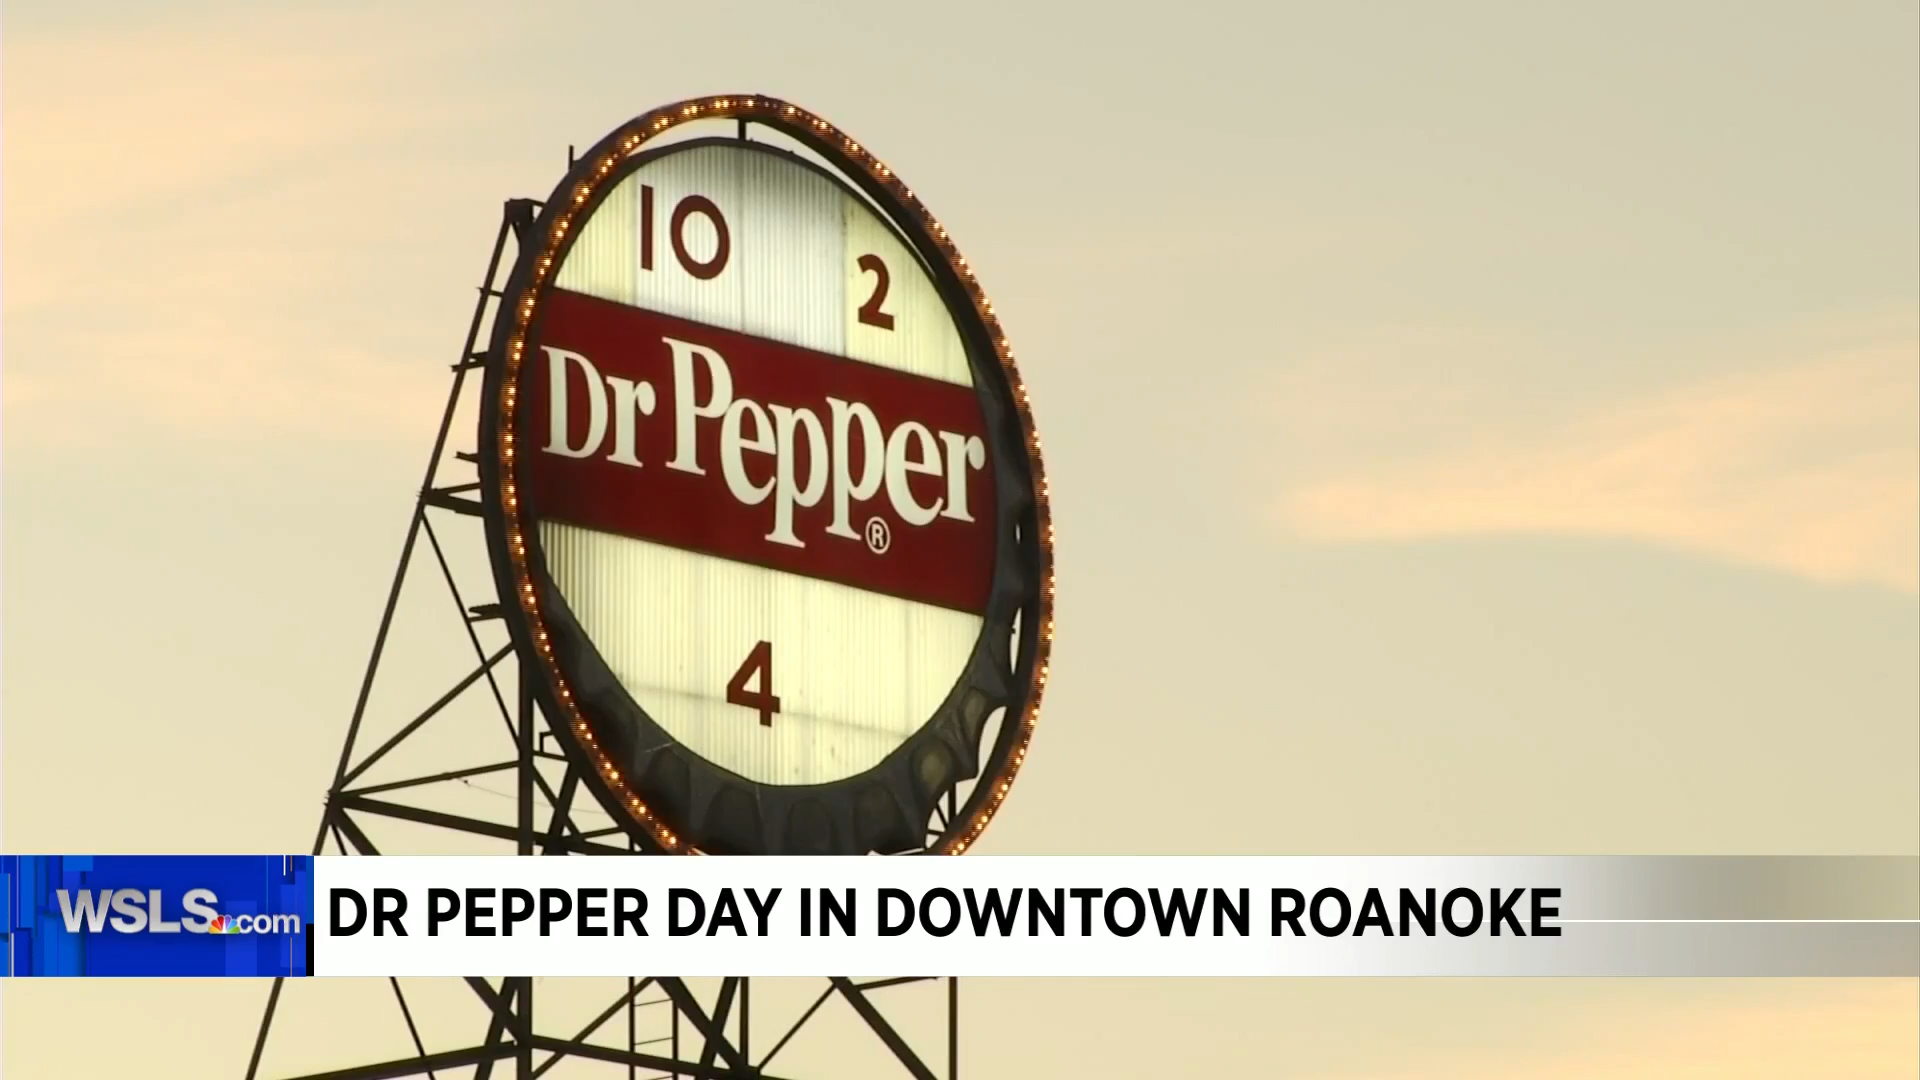 10 2
Dr Pepper
®
4
WSLS.com
DR PEPPER DAY IN DOWNTOWN ROANOKE